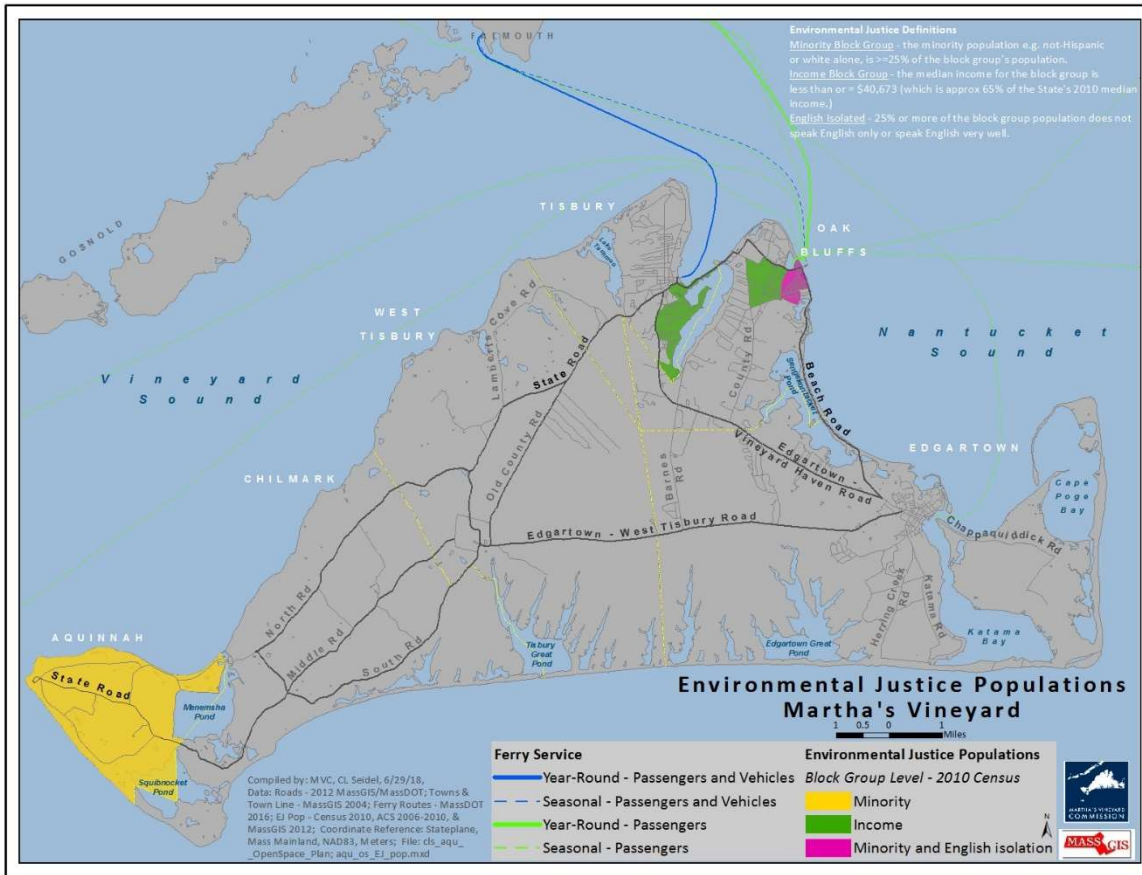 FALMOUTH
Environmental Justice Definitions
Minority Block Group - the minority population e.g. not-Hispanic
or white alone, is >=25% of the block group's population.
Income Block Group - the median income for the block group is
less than or = $40,673 (which is approx 65% of the State's 2010 median
income.)
English Isolated - 25% or more of the block group population does not
speak English only or speak English very well.
GOSNOLD
TISBURY
Lake
Tashmoo
OAK
BLUFFS
WEST
TISBURY
Nantucket
Sound
Vineyard
Sound
Lamberts Cove Rd
State Road
County Rd
Sengekontacket
Pond
Beach Road
Old County Rd
Barnes
Rd
Edgartown -
Vineyard Haven Road
EDGARTOWN
CHILMARK
Cape
Poge
Bay
Edgartown - West Tisbury Road
Chappaquiddick Rd
North Rd
Middle Rd
South Rd
Herring Creek
Rd
Katama Rd
AQUINNAH
State Road
Menemsha
Pond
Squibnocket
Pond
Tisbury
Great
Pond
Edgartown Great
Pond
Katama
Bay
Environmental Justice Populations
Martha's Vineyard
1 0.5 0 1
Miles
Compiled by: MVC, CL Seidel, 6/29/18,
Data: Roads - 2012 MassGIS/MassDOT; Towns &
Town Line - MassGIS 2004; Ferry Routes - MassDOT
2016; EJ Pop - Census 2010, ACS 2006-2010, &
MassGIS 2012; Coordinate Reference: Stateplane,
Mass Mainland, NAD83, Meters; File: cls_aqu_
_OpenSpace_Plan; aqu_os_EJ_pop.mxd
Ferry Service
Year-Round - Passengers and Vehicles
Seasonal - Passengers and Vehicles
Year-Round - Passengers
Seasonal - Passengers
Environmental Justice Populations
Block Group Level - 2010 Census
Minority
Income
Minority and English isolation
N
MARTHA'S VINEYARD
COMMISSION
MASS GIS